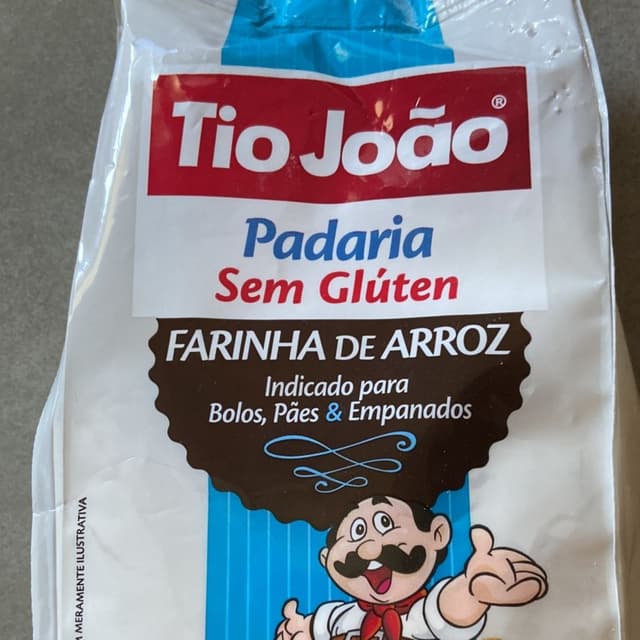 Tio João®
Padaria
Sem Glúten
FARINHA DE ARROZ
Indicado para
Bolos, Pães & Empanados
MERAMENTE ILUSTRATIVA